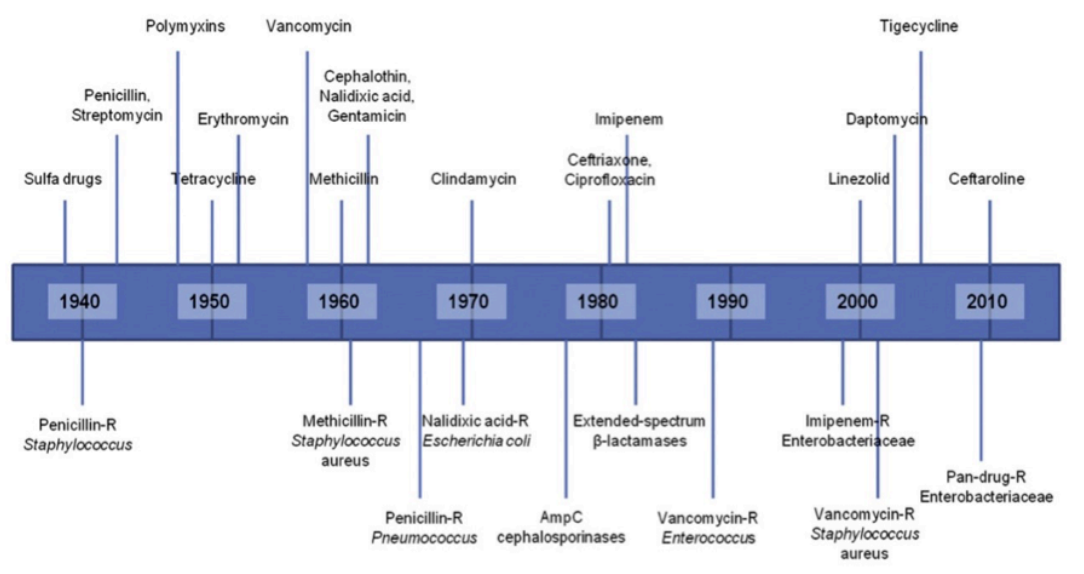 Polymyxins
Vancomycin
Tigecycline
Cephalothin,
Nalidixic acid,
Gentamicin
Penicillin,
Streptomycin
Erythromycin
Imipenem
Daptomycin
Ceftriaxone,
Ciprofloxacin
Sulfa drugs
Tetracycline
Methicillin
Clindamycin
Linezolid
Ceftaroline
1940
1950
1960
1970
1980
1990
2000
2010
Penicillin-R
Staphylococcus
Methicillin-R
Staphylococcus
aureus
Nalidixic acid-R
Escherichia coli
Extended-spectrum
β-lactamases
Imipenem-R
Enterobacteriaceae
Pan-drug-R
Enterobacteriaceae
Penicillin-R
Pneumococcus
AmpC
cephalosporinases
Vancomycin-R
Enterococcus
Vancomycin-R
Staphylococcus
aureus